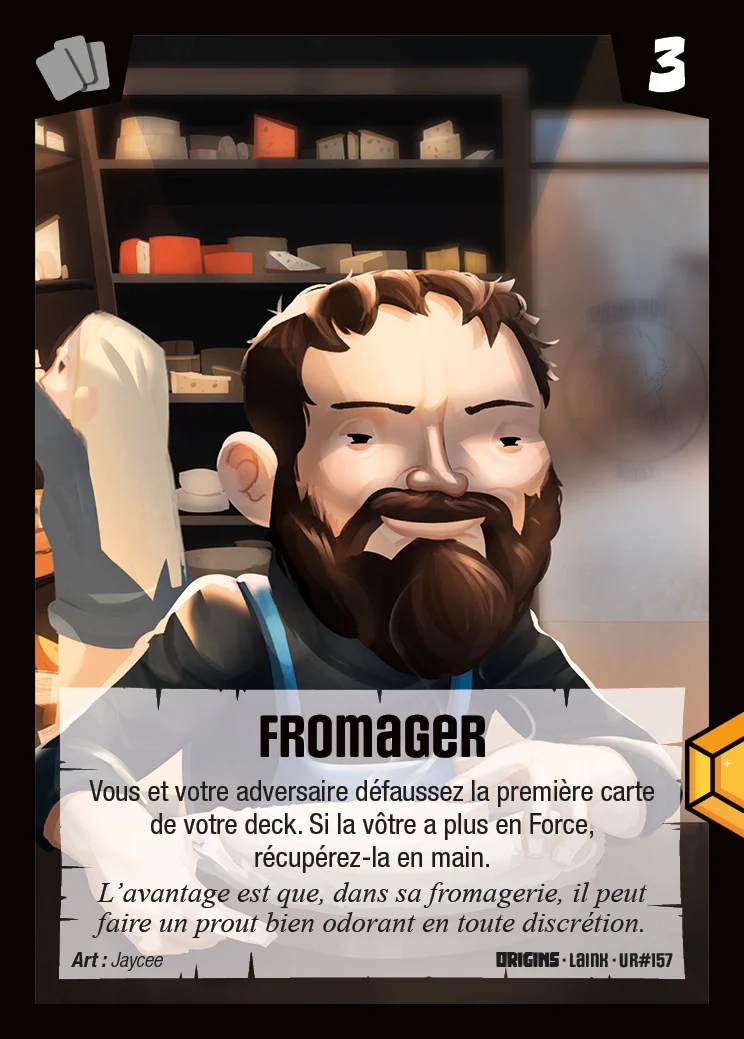 3
FROMAGER
Vous et votre adversaire défaussez la première carte
de votre deck. Si la vôtre a plus en Force,
récupérez-la en main.
L'avantage est que, dans sa fromagerie, il peut
faire un prout bien odorant en toute discrétion.
Art : Jaycee
ORIGINS · LAINK · UR#157